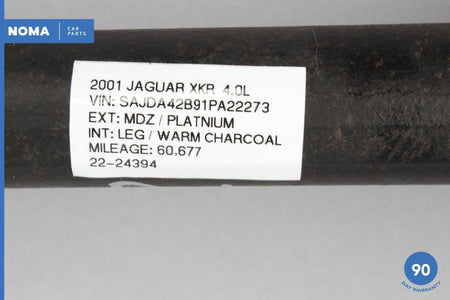 NOMA CAR PARTS
2001 JAGUAR XKR 4.0L
VIN: SAJDA42B91PA22273
EXT: MDZ / PLATNIUM
INT: LEG / WARM CHARCOAL
MILEAGE: 60.677
22-24394
90
DAY WARRANTY